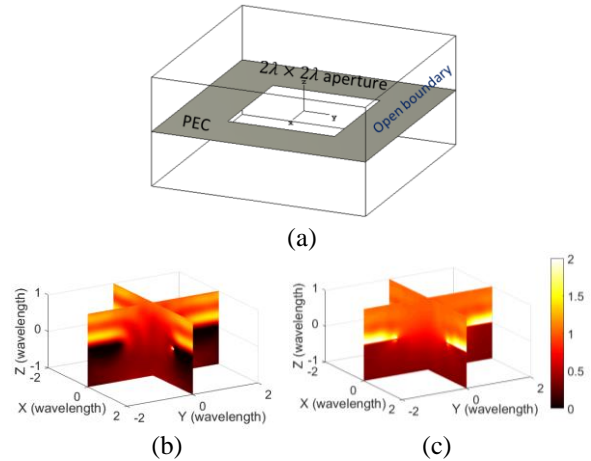 2λ × 2λ aperture
Open boundary
PEC
z
Y
x
(a)
Z (wavelength)
1
0
-1
-2
0
2
X (wavelength)
-2
0
2
Y (wavelength)
(b)
Z (wavelength)
1
0
-1
-2
0
2
X (wavelength)
-2
0
2
Y (wavelength)
2
1.5
1
0.5
0
(c)